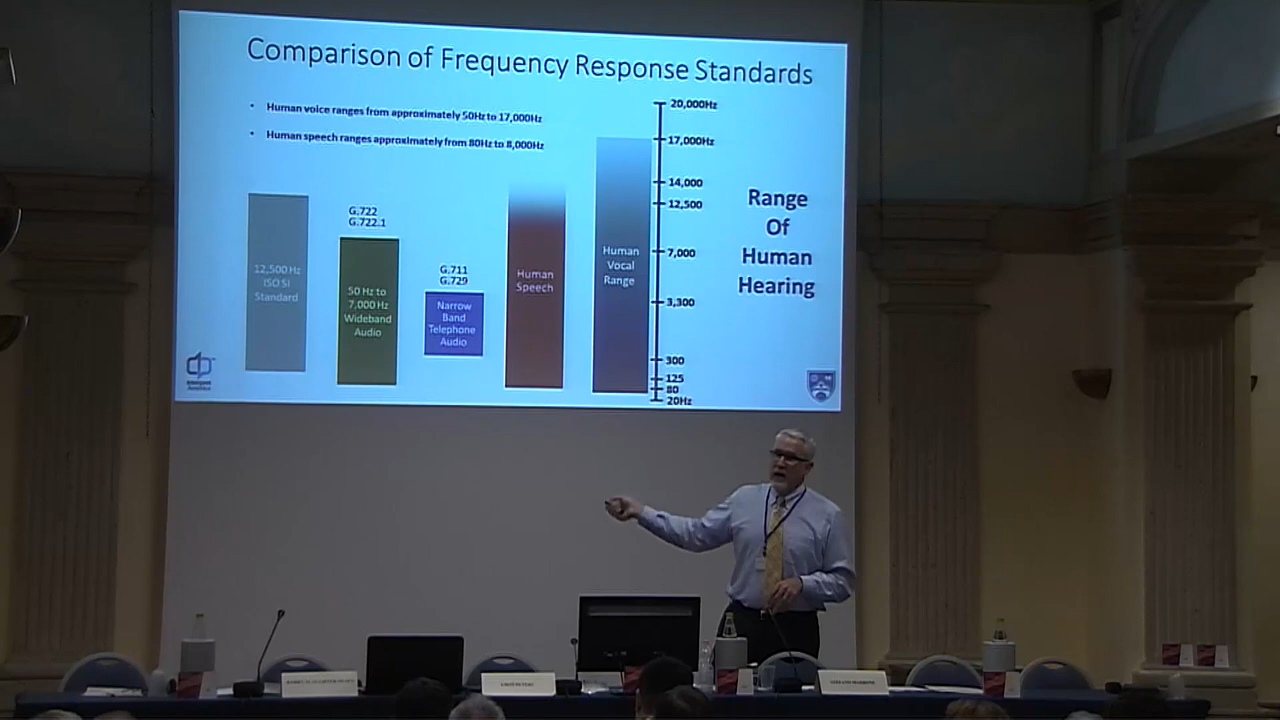 Comparison of Frequency Response Standards
• Human voice ranges from approximately 50Hz to 17,000Hz
• Human speech ranges approximately from 80Hz to 8,000Hz
12,500 Hz
ISO SI
Standard
G.722
G.722.1
50 Hz to
7,000 Hz
Wideband
Audio
G.711
G.729
Narrow
Band
Telephone
Audio
Human
Speech
Human
Vocal
Range
20,000Hz
17,000Hz
14,000
12,500
7,000
3,300
300
125
80
20Hz
Range
Of
Human
Hearing